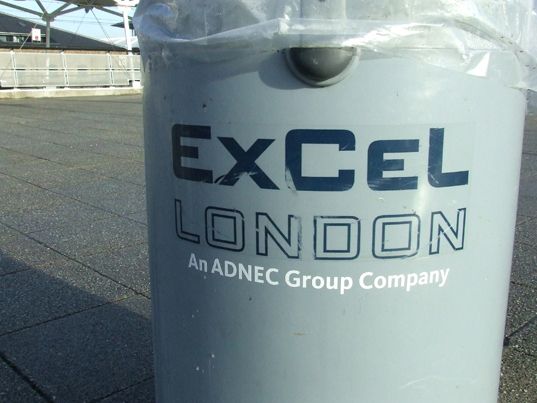 ExCeL
LONDON
An ADNEC Group Company